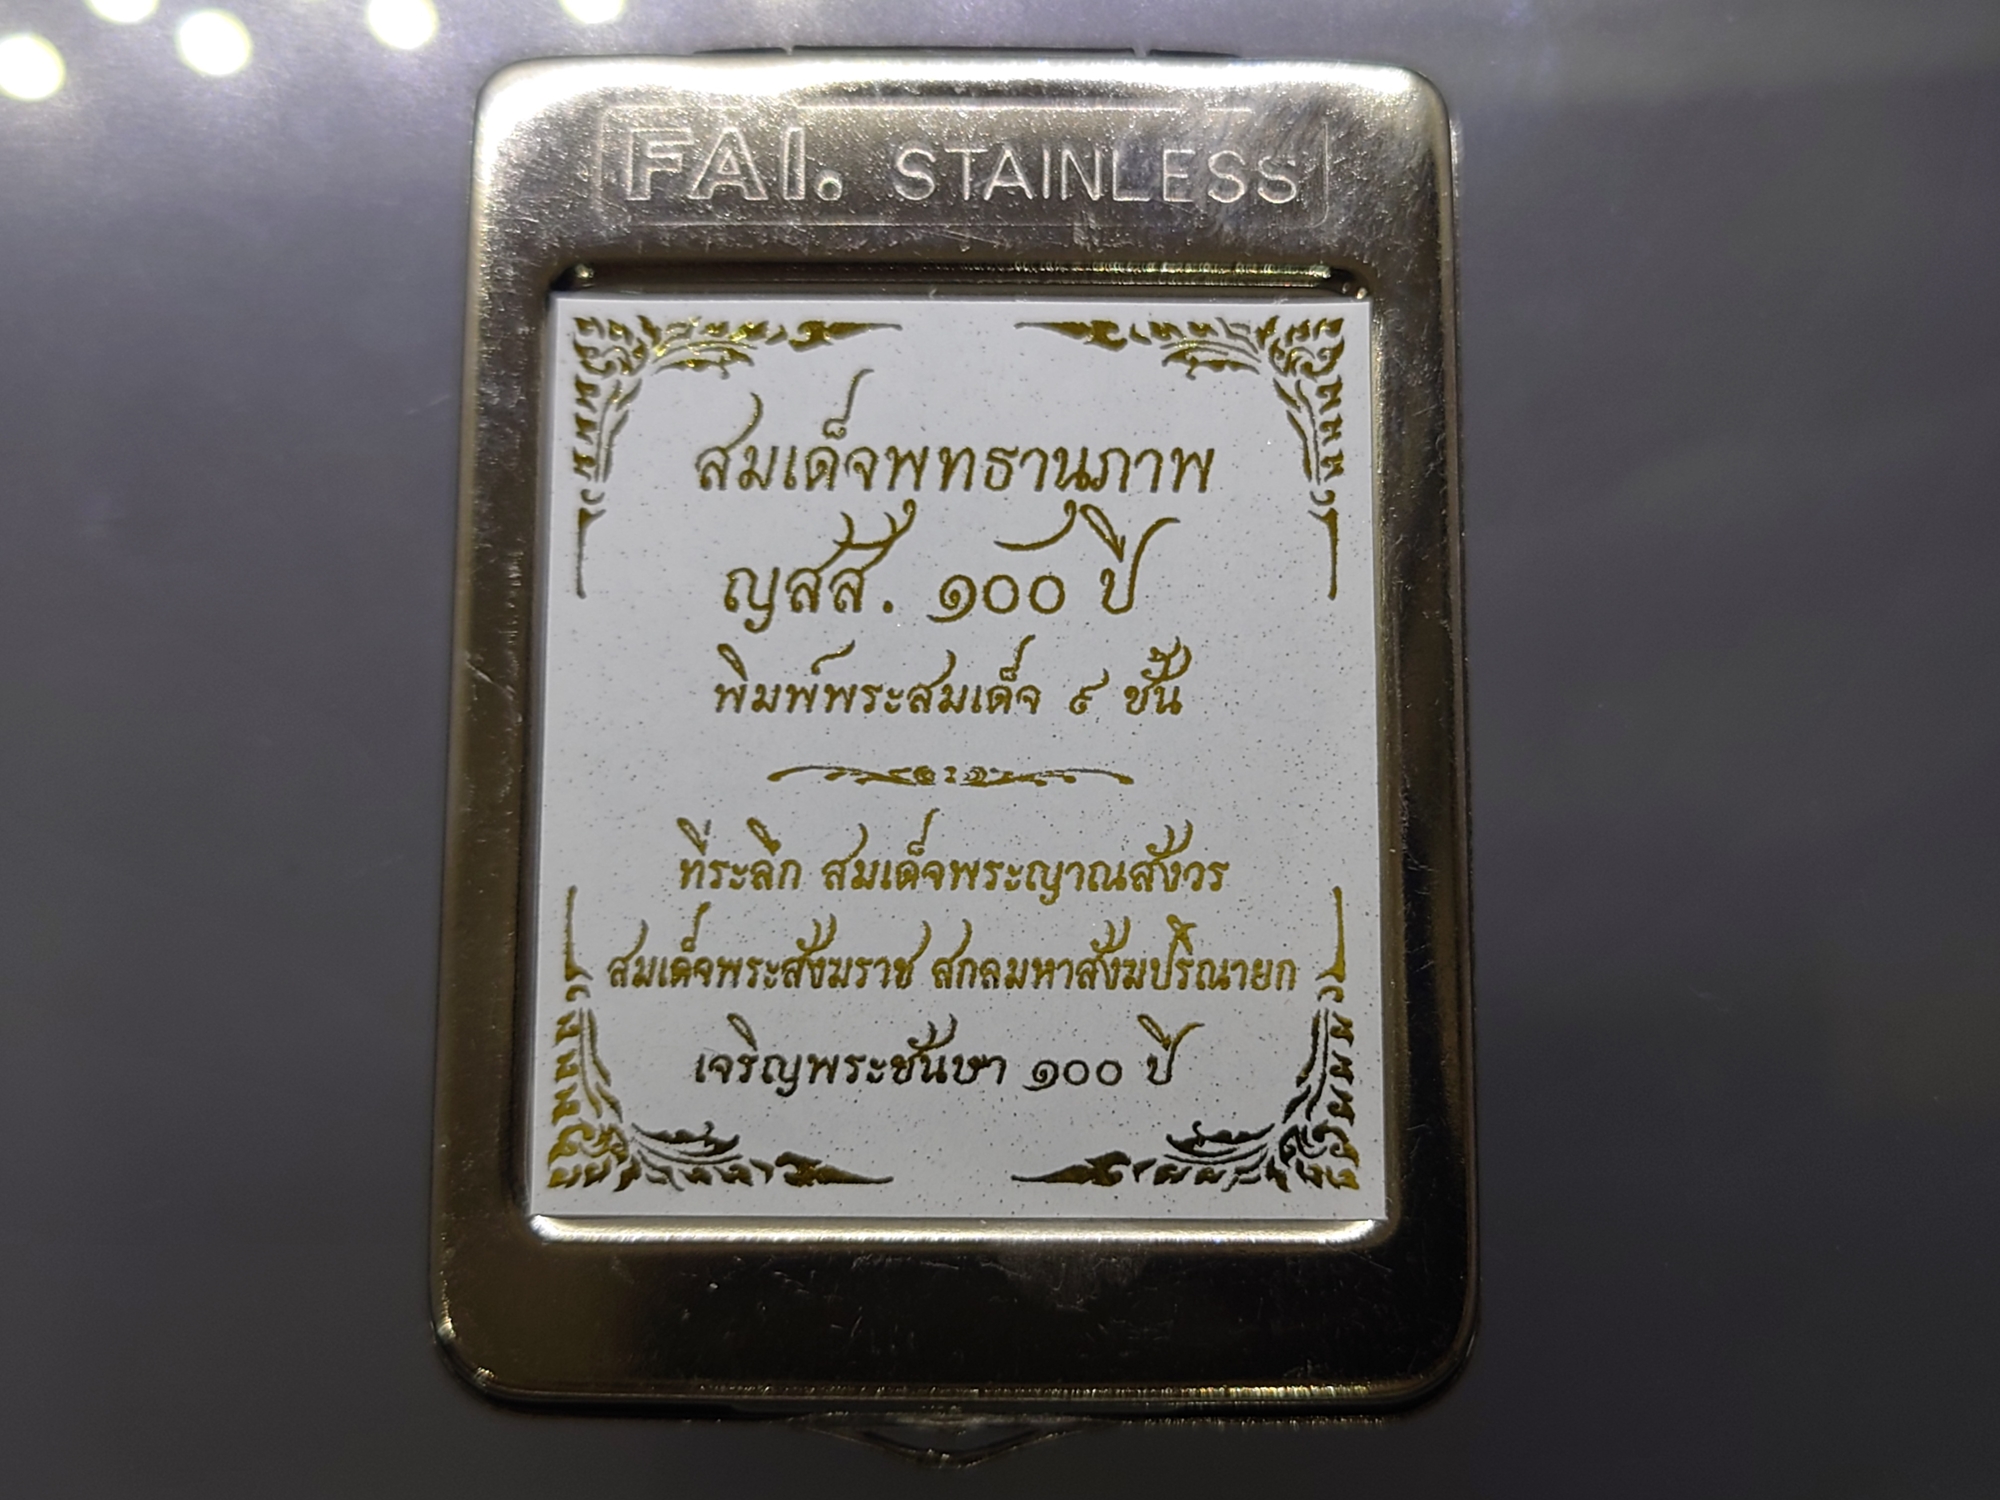 FAI. STAINLESS
สมเด็จพุทธานุภาพ
ญสส. ๑๐๐ ปี
พิมพ์พระสมเด็จ ๙ ชั้น
ที่ระลึก สมเด็จพระญาณสังวร
สมเด็จพระสังฆราช สกลมหาสังฆปริณายก
เจริญพระชันษา ๑๐๐ ปี